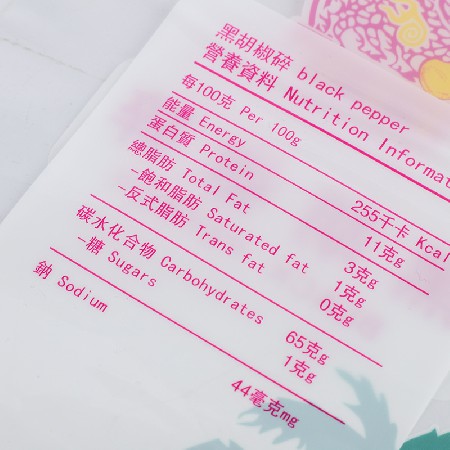 黑胡椒碎 black pepper
營養資料 Nutrition Informat
每100克 Per 100g
能量 Energy 255千卡 Kcal
蛋白質 Protein 11克g
總脂肪 Total Fat 3克g
-飽和脂肪 Saturated fat 1克g
-反式脂肪 Trans fat 0克g
碳水化合物 Carbohydrates 65克g
-糖 Sugars 1克g
鈉 Sodium 44毫克mg